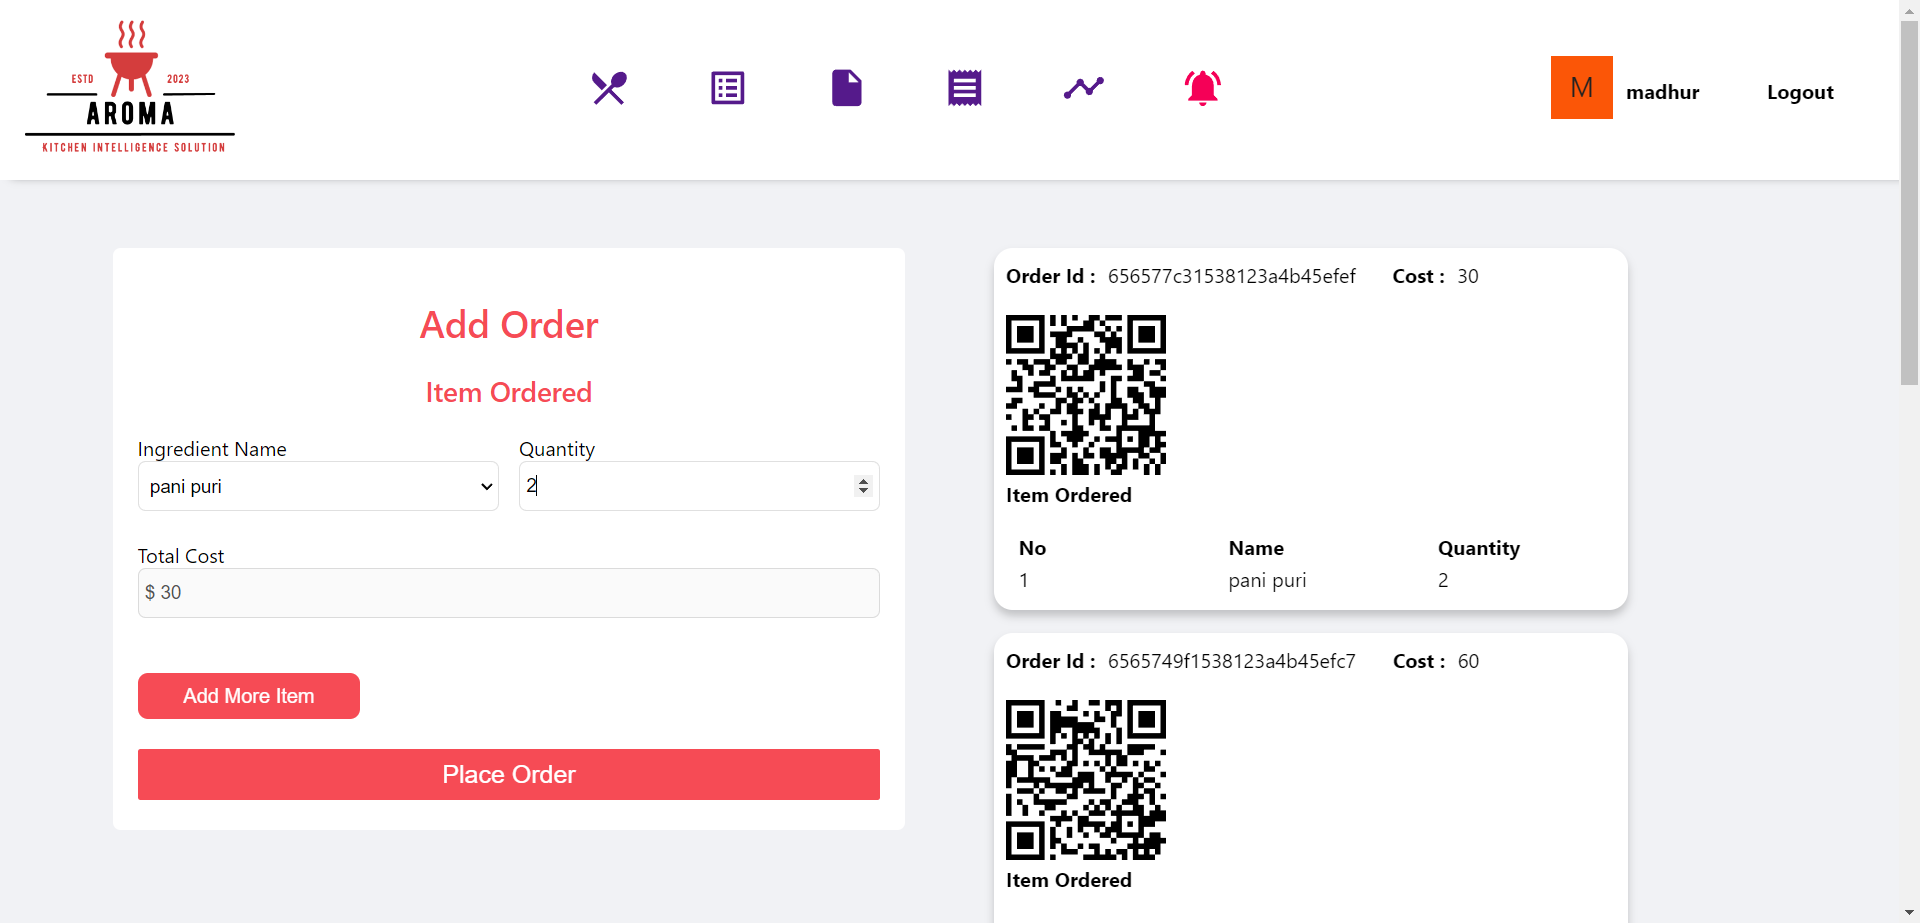 ESTD 2023
AROMA
KITCHEN INTELLIGENCE SOLUTION
M madhur Logout
Add Order
Item Ordered
Ingredient Name Quantity
pani puri 2
Total Cost
$ 30
Add More Item
Place Order
Order Id : 656577c31538123a4b45efef Cost : 30
Item Ordered
No Name Quantity
1 pani puri 2
Order Id : 6565749f1538123a4b45efc7 Cost : 60
Item Ordered